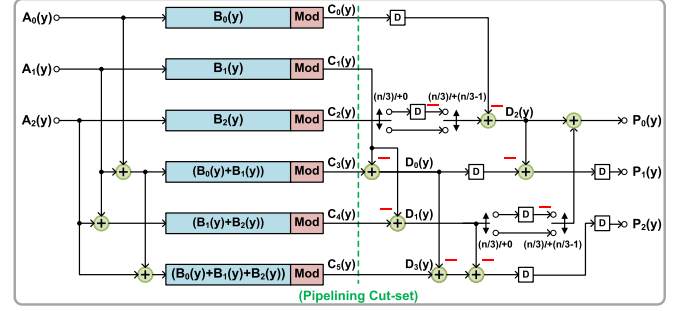 A₀(y) B₀(y) Mod C₀(y) D
A₁(y) B₁(y) Mod C₁(y)
(n/3)/+0 (n/3)/+(n/3-1)
D
A₂(y) B₂(y) Mod C₂(y) D₂(y) P₀(y)
(B₀(y)+B₁(y)) Mod C₃(y) D₀(y) D D P₁(y)
(B₁(y)+B₂(y)) Mod C₄(y) D₁(y) D D P₂(y)
(n/3)/+0 (n/3)/+(n/3-1)
(B₀(y)+B₁(y)+B₂(y)) Mod C₅(y) D₃(y) D
(Pipelining Cut-set)